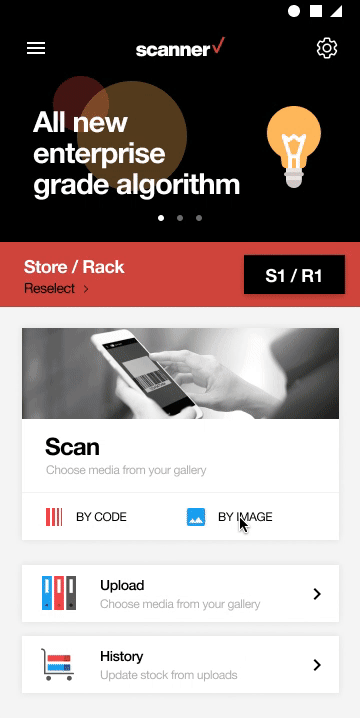 scanner
All new
enterprise
grade algorithm
Store / Rack
Reselect
S1 / R1
Scan
Choose media from your gallery
BY CODE
BY IMAGE
Upload
Choose media from your gallery
History
Update stock from uploads